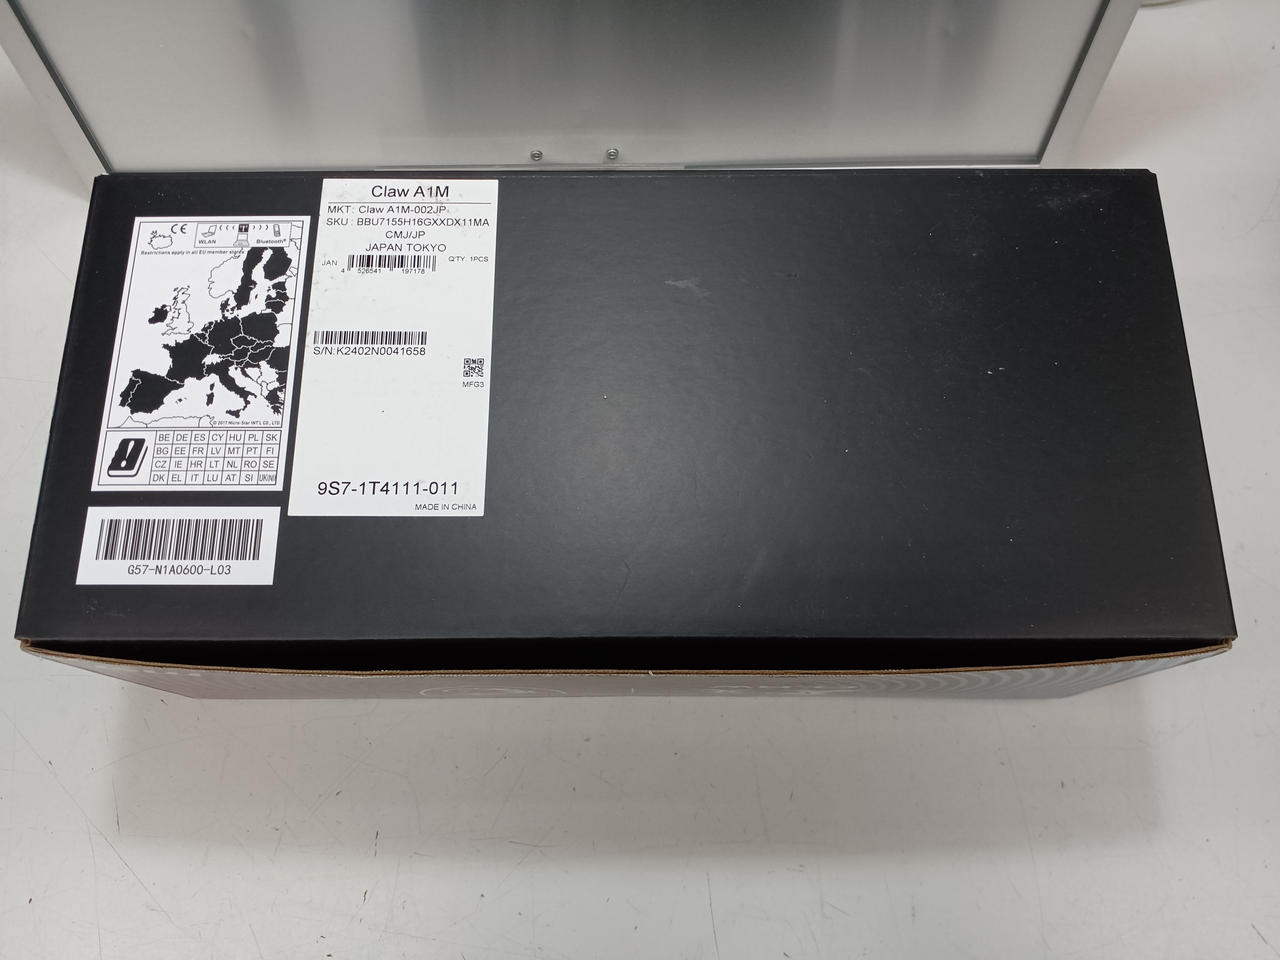 Claw A1M
MKT: Claw A1M-002JP
SKU : BBU7155H16GXXDX11MA
CMJ/JP
JAPAN TOKYO
JAN
Q'TY: 1PCS
4 526541 197178
S/N:K2402N0041658
MFG3
9S7-1T4111-011
MADE IN CHINA
CE
WLAN
Bluetooth®
Restrictions apply in all EU member states.
© 2017 Micro-Star INT'L CO., LTD.
BE DE ES CY HU PL SK
BG EE FR LV MT PT FI
CZ IE HR LT NL RO SE
DK EL IT LU AT SI UK(NI)
G57-N1A0600-L03